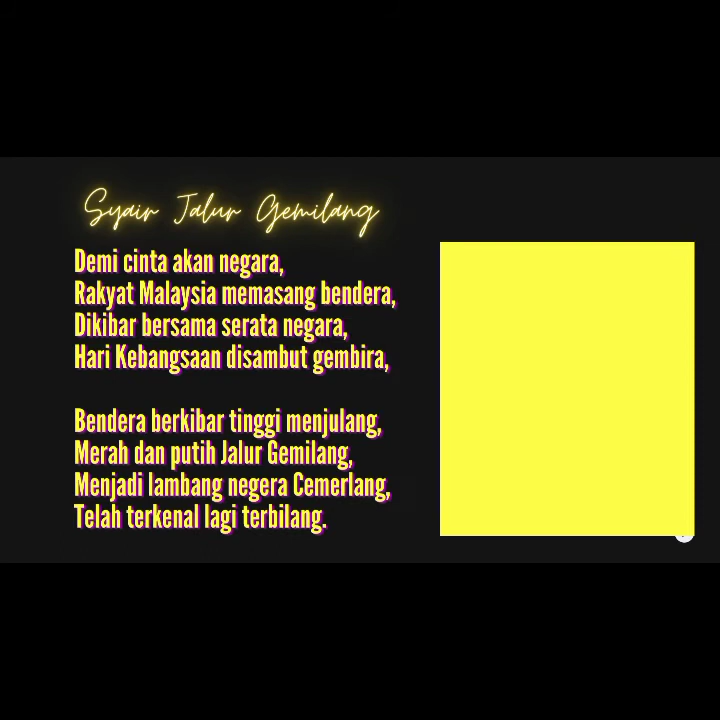 Syair Jalur Gemilang
Demi cinta akan negara,
Rakyat Malaysia memasang bendera,
Dikibar bersama serata negara,
Hari Kebangsaan disambut gembira,
Bendera berkibar tinggi menjulang,
Merah dan putih Jalur Gemilang,
Menjadi lambang negera Cemerlang,
Telah terkenal lagi terbilang.